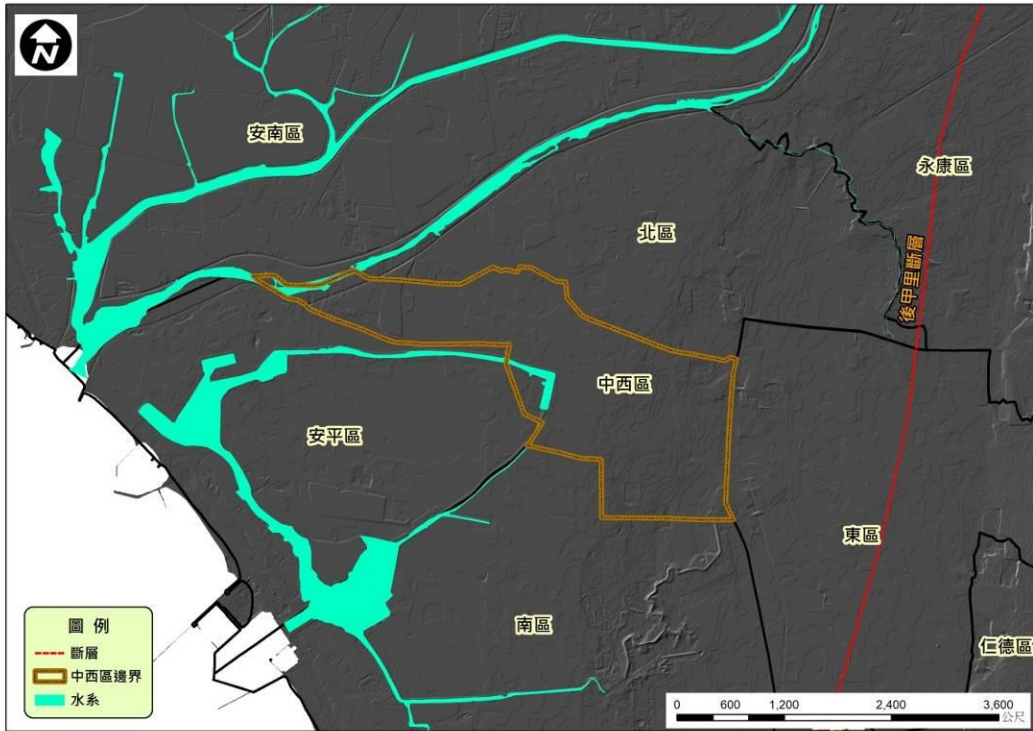 N
安南區
永康區
北區
後甲里斷層
中西區
安平區
東區
南區
仁德區
圖 例
斷層
中西區邊界
水系
0 600 1,200 2,400 3,600
公尺